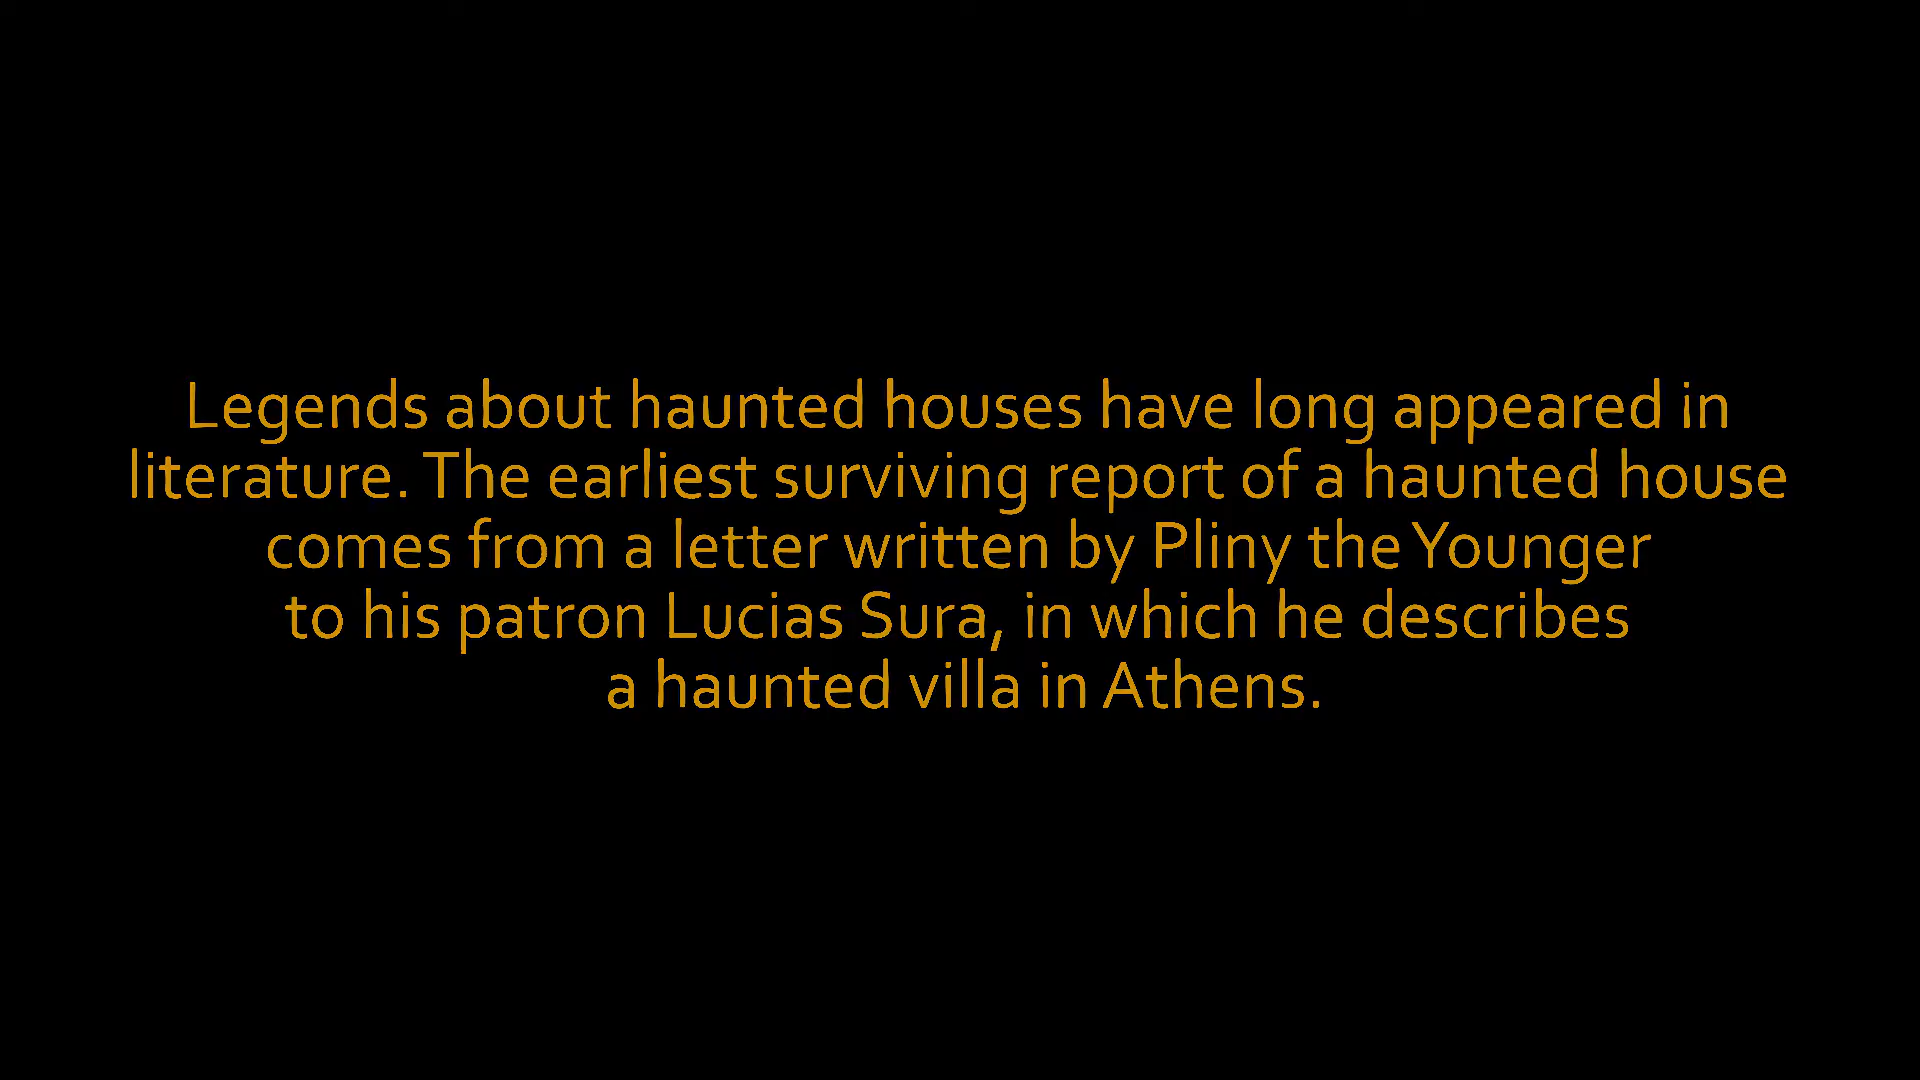 Legends about haunted houses have long appeared in
literature. The earliest surviving report of a haunted house
comes from a letter written by Pliny the Younger
to his patron Lucias Sura, in which he describes
a haunted villa in Athens.